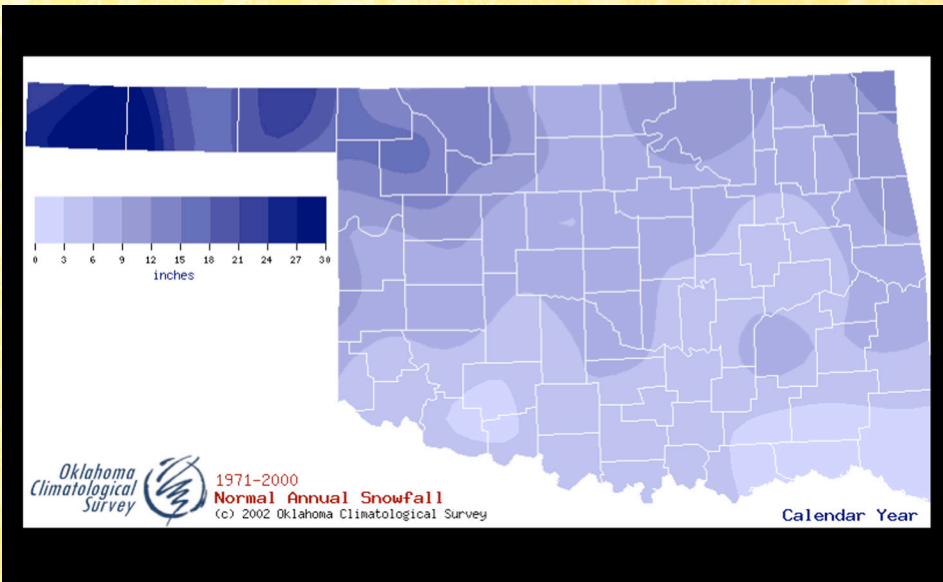 0 3 6 9 12 15 18 21 24 27 30
inches
Oklahoma
Climatological
Survey
1971-2000
Normal Annual Snowfall
(c) 2002 Oklahoma Climatological Survey
Calendar Year